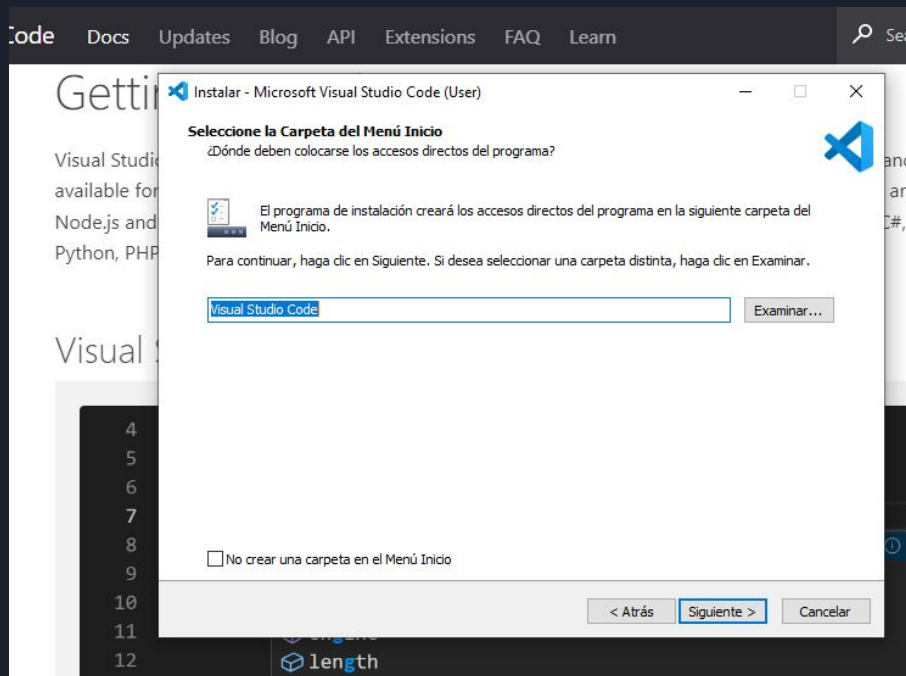 Code Docs Updates Blog API Extensions FAQ Learn
Instalar - Microsoft Visual Studio Code (User)
Seleccione la Carpeta del Menú Inicio
¿Dónde deben colocarse los accesos directos del programa?
Visual
available for
El programa de instalación creará los accesos directos del programa en la siguiente carpeta del
Menú Inicio.
Node.js and
C#,
Python, PHP
Para continuar, haga clic en Siguiente. Si desea seleccionar una carpeta distinta, haga clic en Examinar.
Visual Studio Code
Examinar...
Visual
4
5
6
7
8
No crear una carpeta en el Menú Inicio
9
10
< Atrás Siguiente > Cancelar
11
12 length